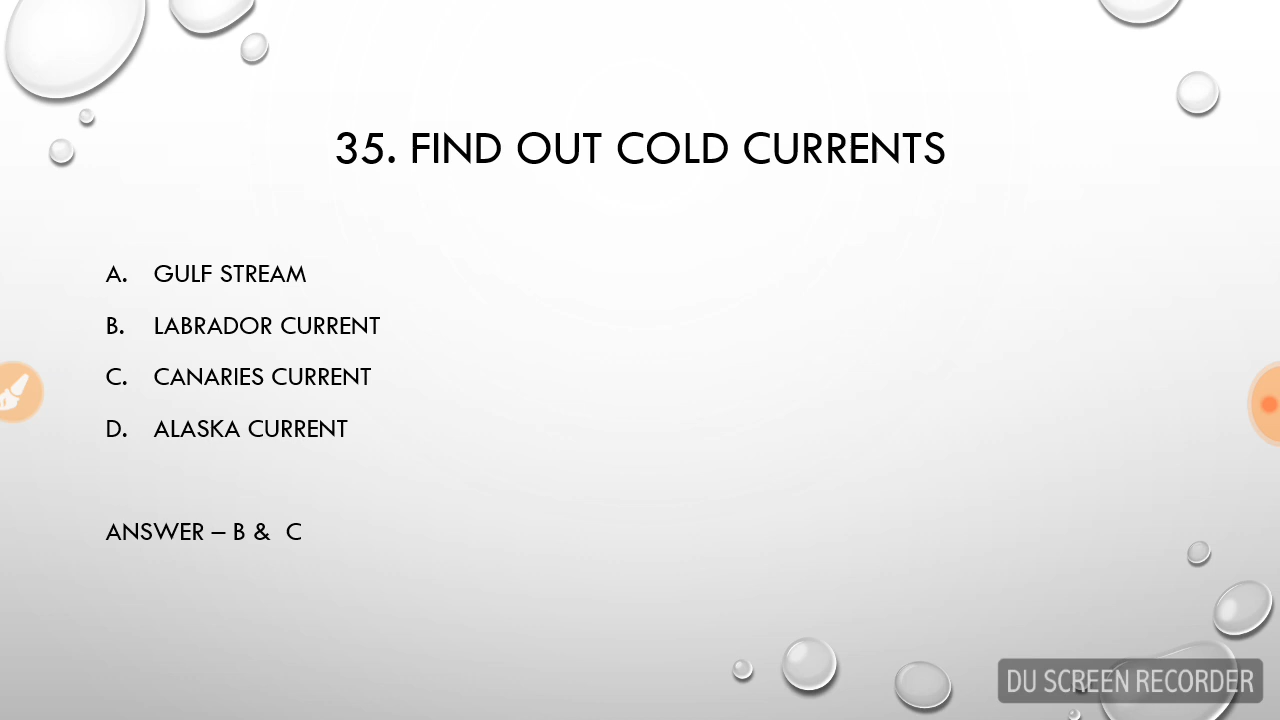 35. FIND OUT COLD CURRENTS
A. GULF STREAM
B. LABRADOR CURRENT
C. CANARIES CURRENT
D. ALASKA CURRENT
ANSWER – B & C
DU SCREEN RECORDER